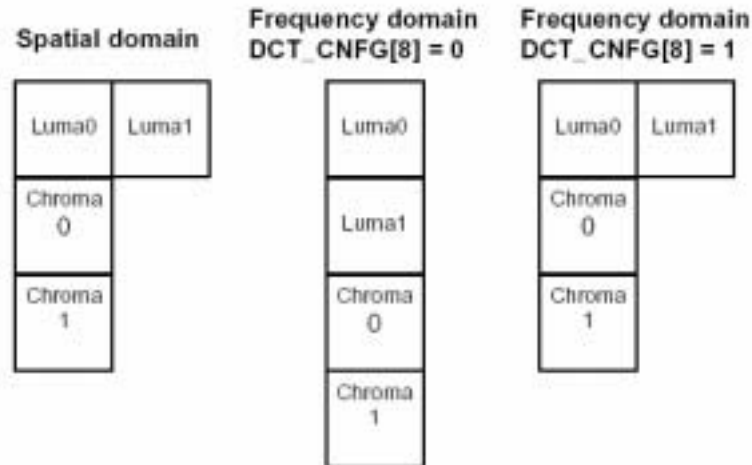 Spatial domain
Luma0 Luma1
Chroma
0
Chroma
1
Frequency domain
DCT_CNFG[8] = 0
Luma0
Luma1
Chroma
0
Chroma
1
Frequency domain
DCT_CNFG[8] = 1
Luma0 Luma1
Chroma
0
Chroma
1